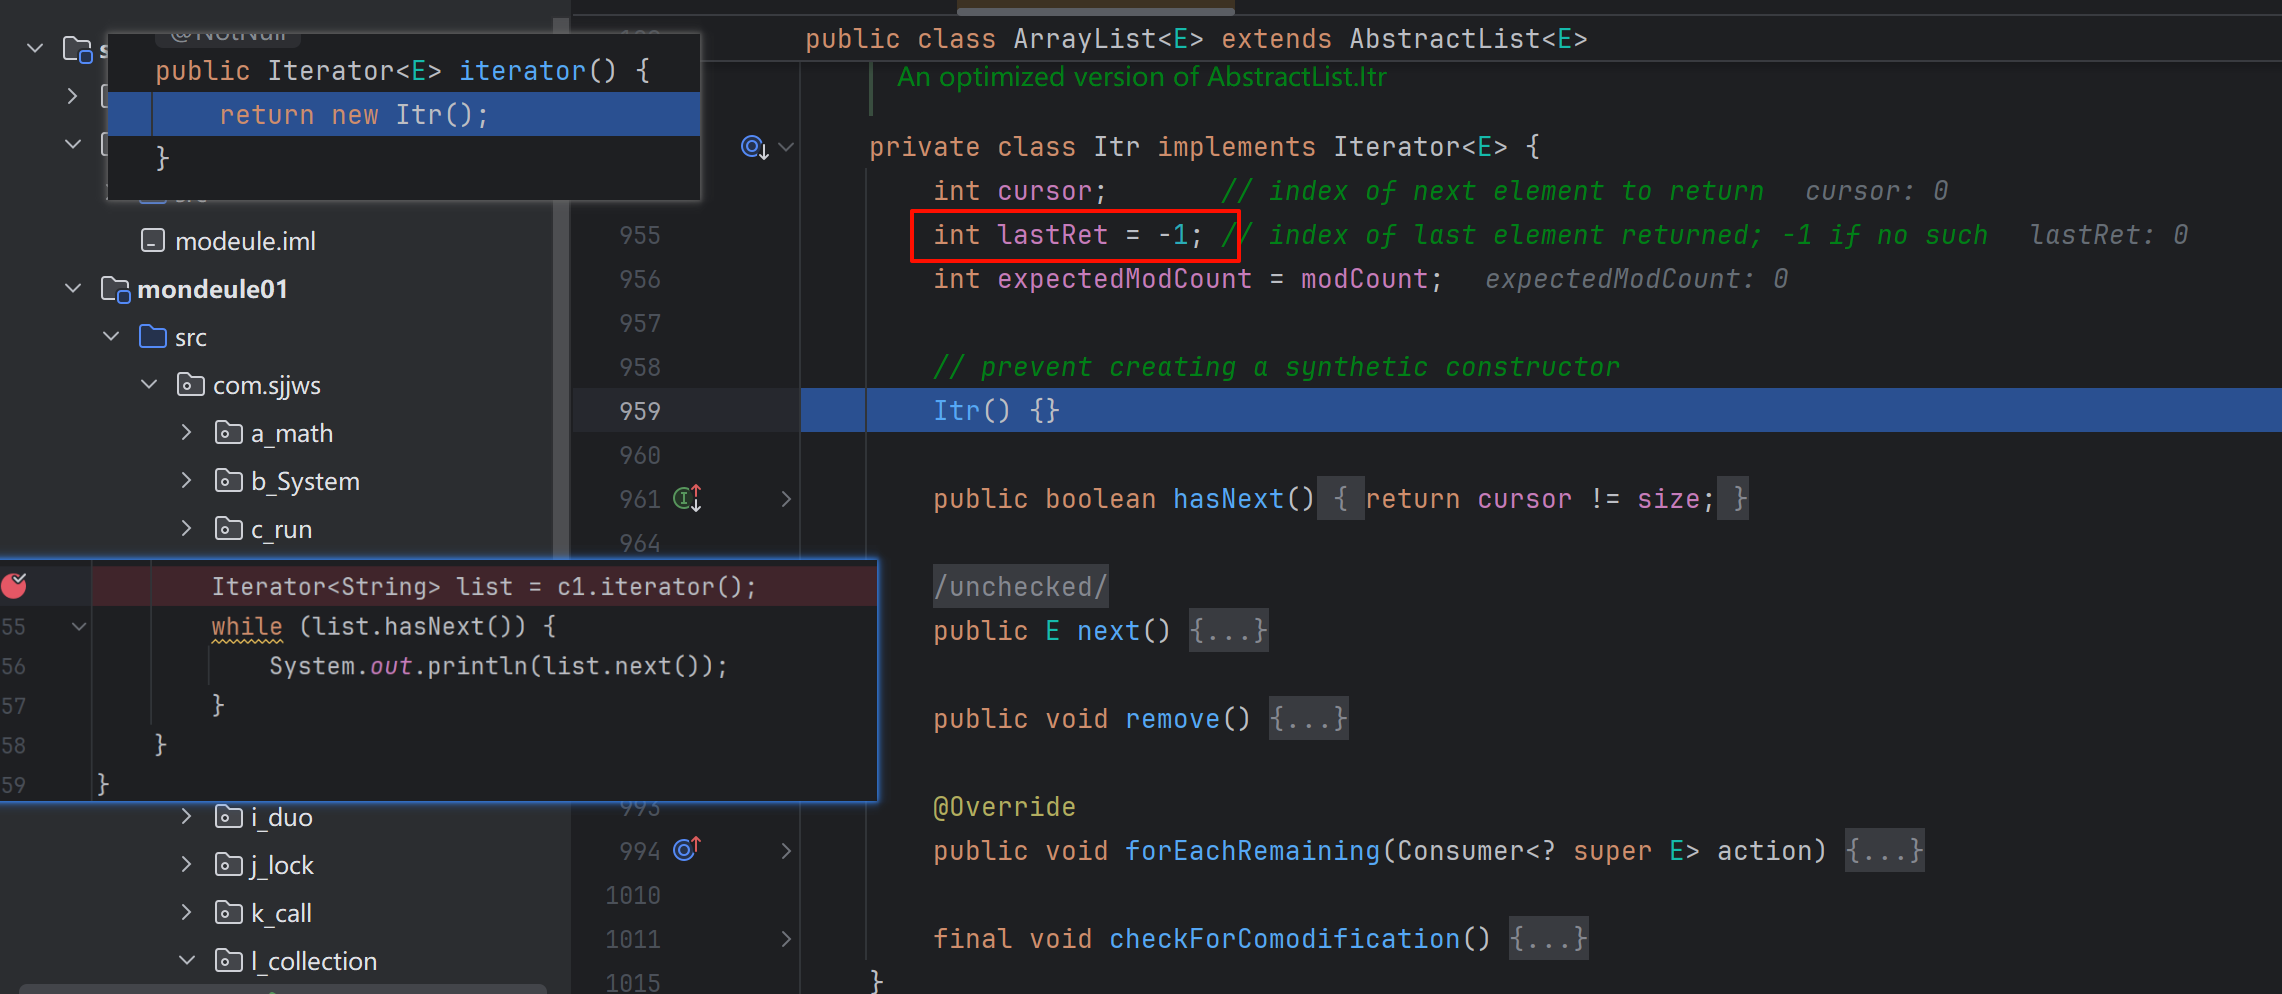 @NotNull
public Iterator<E> iterator() {
return new Itr();
}
modeule.iml
mondeule01
src
com.sjjws
a_math
b_System
c_run
Iterator<String> list = c1.iterator();
55 while (list.hasNext()) {
56 System.out.println(list.next());
57 }
58 }
59 }
i_duo
j_lock
k_call
l_collection
public class ArrayList<E> extends AbstractList<E>
An optimized version of AbstractList.Itr
private class Itr implements Iterator<E> {
int cursor; // index of next element to return cursor: 0
955 int lastRet = -1; // index of last element returned; -1 if no such lastRet: 0
956 int expectedModCount = modCount; expectedModCount: 0
957
958 // prevent creating a synthetic constructor
959 Itr() {}
960
961 public boolean hasNext() { return cursor != size; }
964
/unchecked/
public E next() {...}
public void remove() {...}
993 @Override
994 public void forEachRemaining(Consumer<? super E> action) {...}
1010
1011 final void checkForComodification() {...}
1015 }